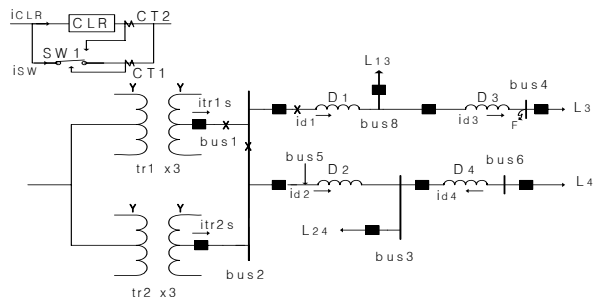 iCLR CLR CT2
SW1
iSW CT1
Y Y
itr1s
bus1
tr1 x3
L13
D1 D3 bus4
id1 bus8 id3 F L3
bus5 bus6
D2 D4
id2 id4 L4
Y Y
itr2s
L24
bus3
bus2
tr2 x3